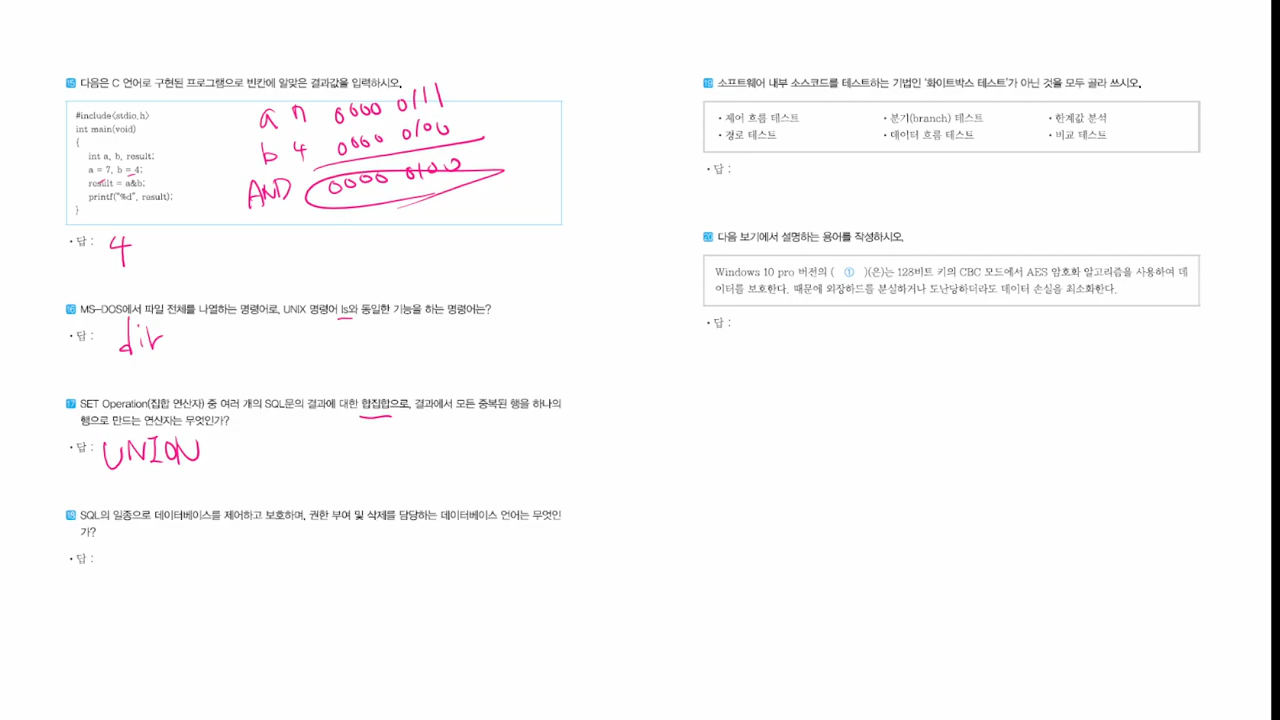 15 다음은 C 언어로 구현된 프로그램으로 빈칸에 알맞은 결과값을 입력하시오.
#include<stdio.h>
int main(void)
{
int a, b, result;
a = 7, b = 4;
result = a&b;
printf("%d", result);
}
a 7 0000 0111
b 4 0000 0100
AND 0000 0100
• 답 : 4
16 MS-DOS에서 파일 전체를 나열하는 명령어로, UNIX 명령어 ls와 동일한 기능을 하는 명령어는?
• 답 : dir
17 SET Operation(집합 연산자) 중 여러 개의 SQL문의 결과에 대한 합집합으로, 결과에서 모든 중복된 행을 하나의
행으로 만드는 연산자는 무엇인가?
• 답 : UNION
18 SQL의 일종으로 데이터베이스를 제어하고 보호하며, 권한 부여 및 삭제를 담당하는 데이터베이스 언어는 무엇인
가?
• 답 :
19 소프트웨어 내부 소스코드를 테스트하는 기법인 '화이트박스 테스트'가 아닌 것을 모두 골라 쓰시오.
• 제어 흐름 테스트 • 분기(branch) 테스트 • 한계값 분석
• 경로 테스트 • 데이터 흐름 테스트 • 비교 테스트
• 답 :
20 다음 보기에서 설명하는 용어를 작성하시오.
Windows 10 pro 버전의 ( ① )(은)는 128비트 키의 CBC 모드에서 AES 암호화 알고리즘을 사용하여 데
이터를 보호한다. 때문에 외장하드를 분실하거나 도난당하더라도 데이터 손실을 최소화한다.
• 답 :